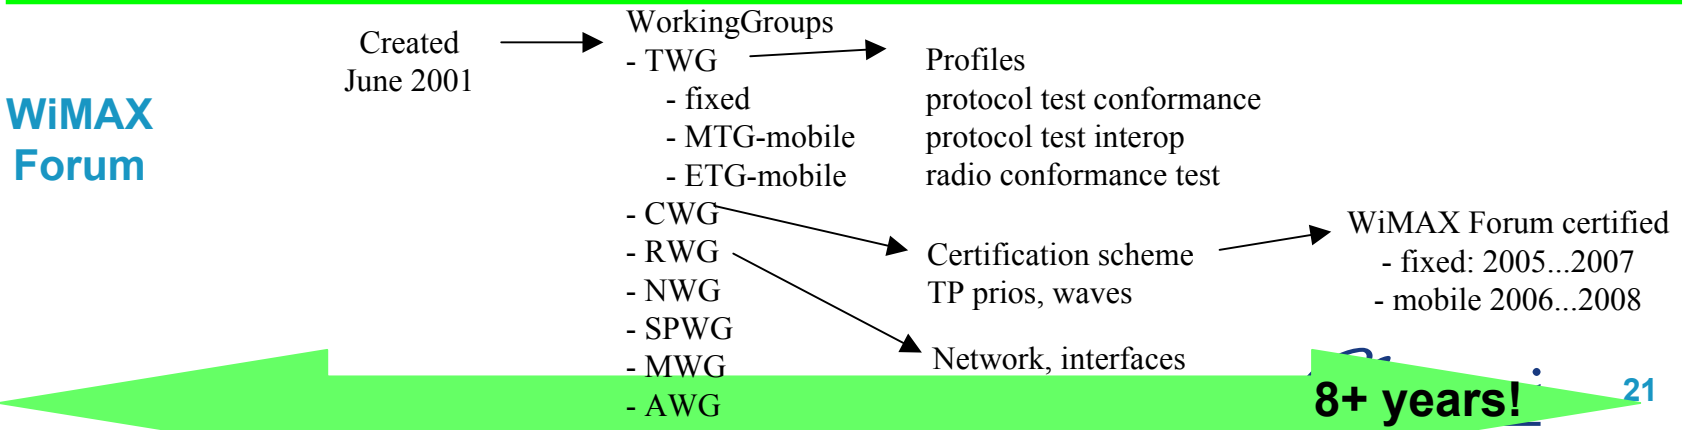 WiMAX
Forum
Created
June 2001
WorkingGroups
- TWG
- fixed
- MTG-mobile
- ETG-mobile
- CWG
- RWG
- NWG
- SPWG
- MWG
- AWG
Profiles
protocol test conformance
protocol test interop
radio conformance test
Certification scheme
TP prios, waves
Network, interfaces
WiMAX Forum certified
- fixed: 2005...2007
- mobile 2006...2008
8+ years!
21